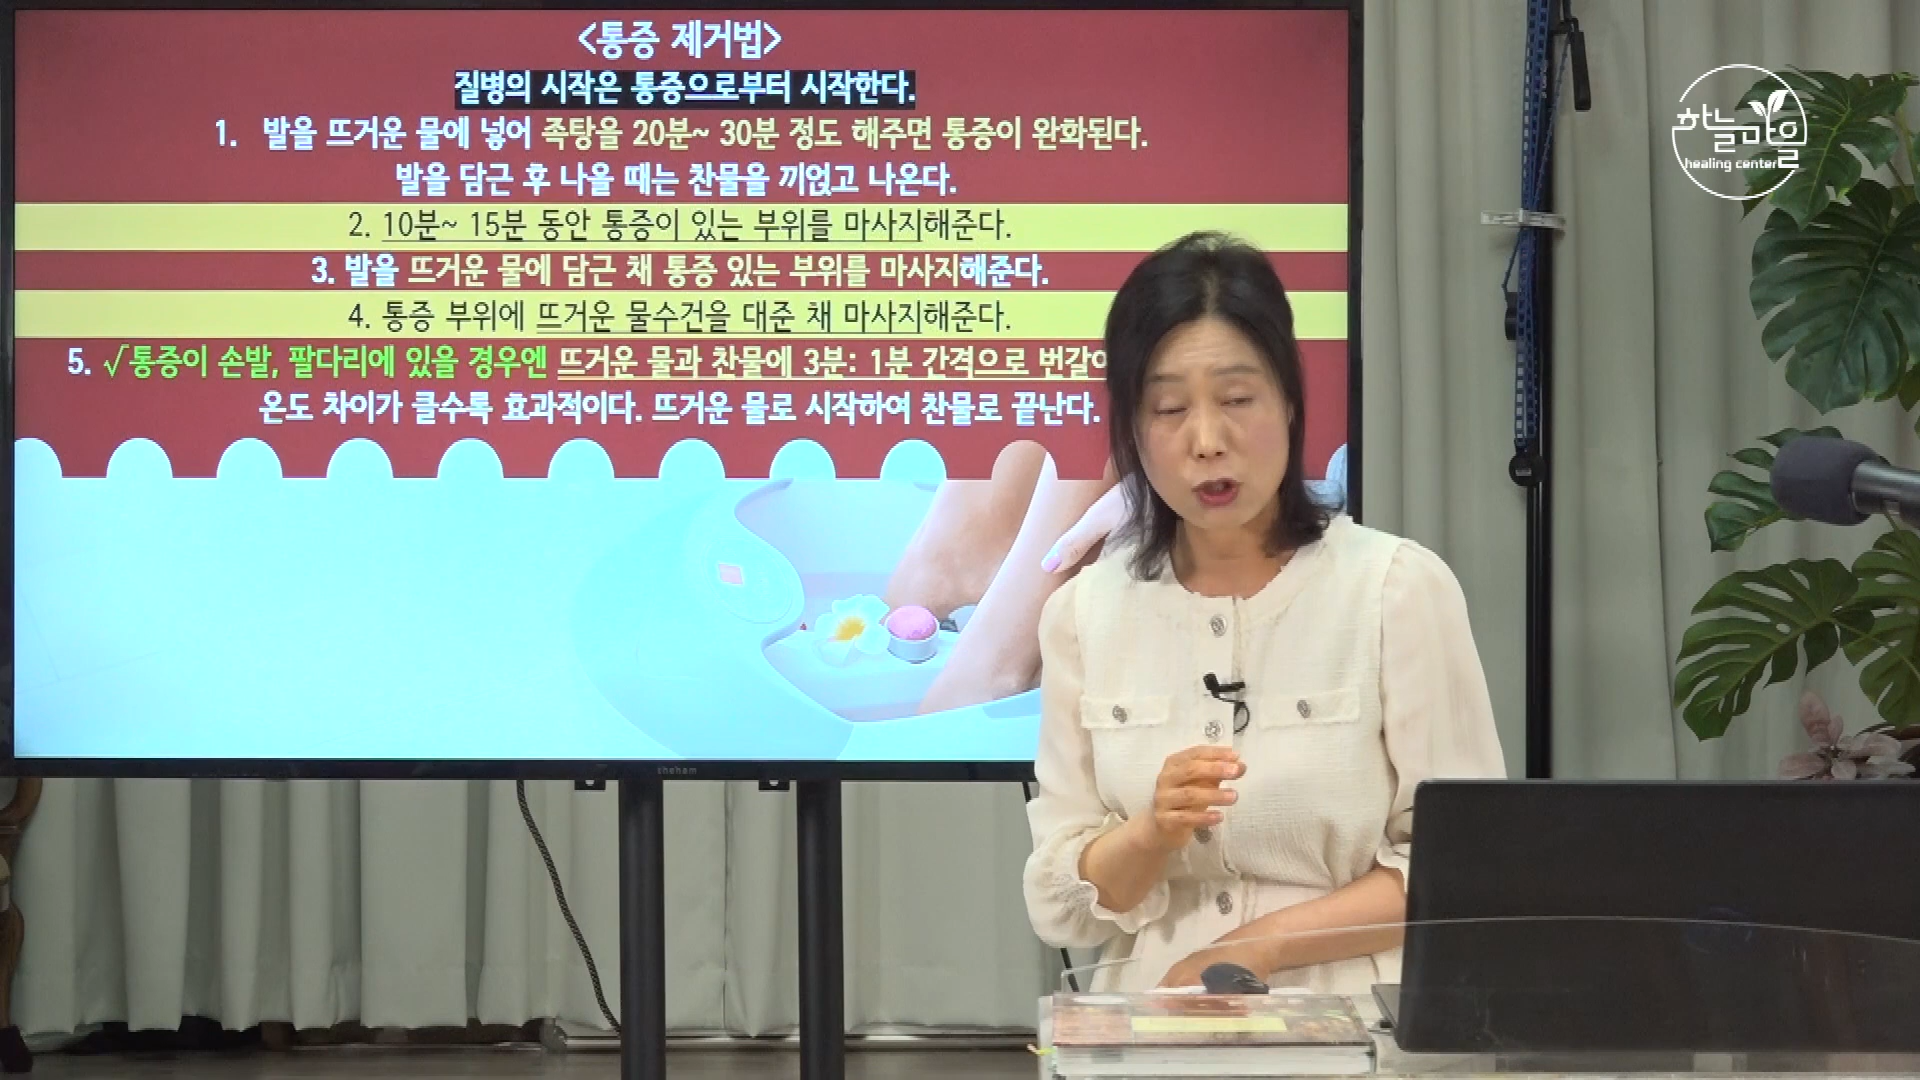 <통증 제거법>
질병의 시작은 통증으로부터 시작한다.
1. 발을 뜨거운 물에 넣어 족탕을 20분~ 30분 정도 해주면 통증이 완화된다.
발을 담근 후 나올 때는 찬물을 끼얹고 나온다.
2. 10분~ 15분 동안 통증이 있는 부위를 마사지해준다.
3. 발을 뜨거운 물에 담근 채 통증 있는 부위를 마사지해준다.
4. 통증 부위에 뜨거운 물수건을 대준 채 마사지해준다.
5. √통증이 손발, 팔다리에 있을 경우엔 뜨거운 물과 찬물에 3분: 1분 간격으로
온도 차이가 클수록 효과적이다. 뜨거운 물로 시작하여 찬물로 끝난다.
하늘마을
healing center